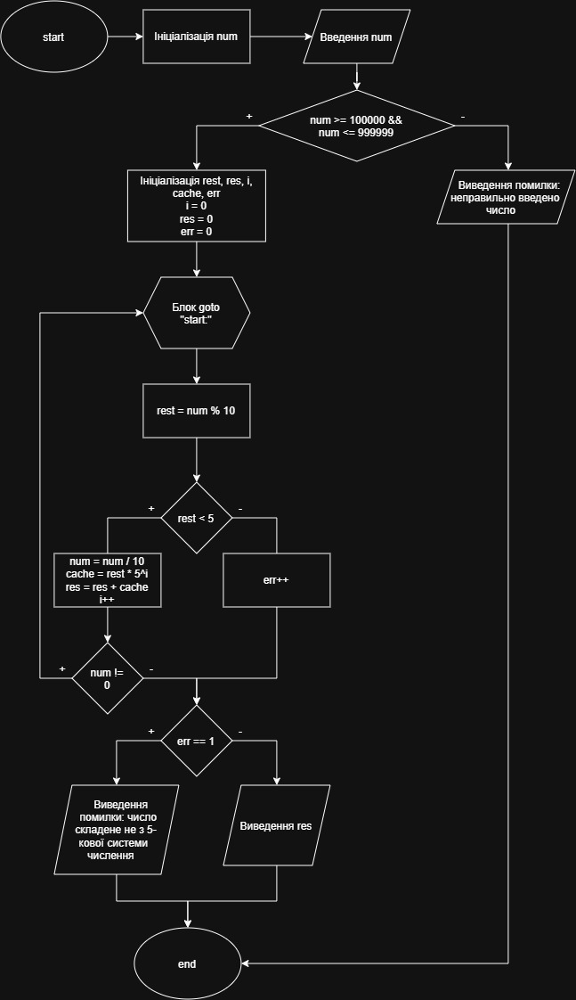 start
Ініціалізація num
Введення num
num >= 100000 &&
num <= 999999
+
-
Ініціалізація rest, res, i,
cache, err
i = 0
res = 0
err = 0
Виведення помилки:
неправильно введено
число
Блок goto
"start:"
rest = num % 10
rest < 5
+
-
num = num / 10
cache = rest * 5^i
res = res + cache
i++
err++
num !=
0
+
-
err == 1
+
-
Виведення
помилки: число
складене не з 5-
кової системи
числення
Виведення res
end